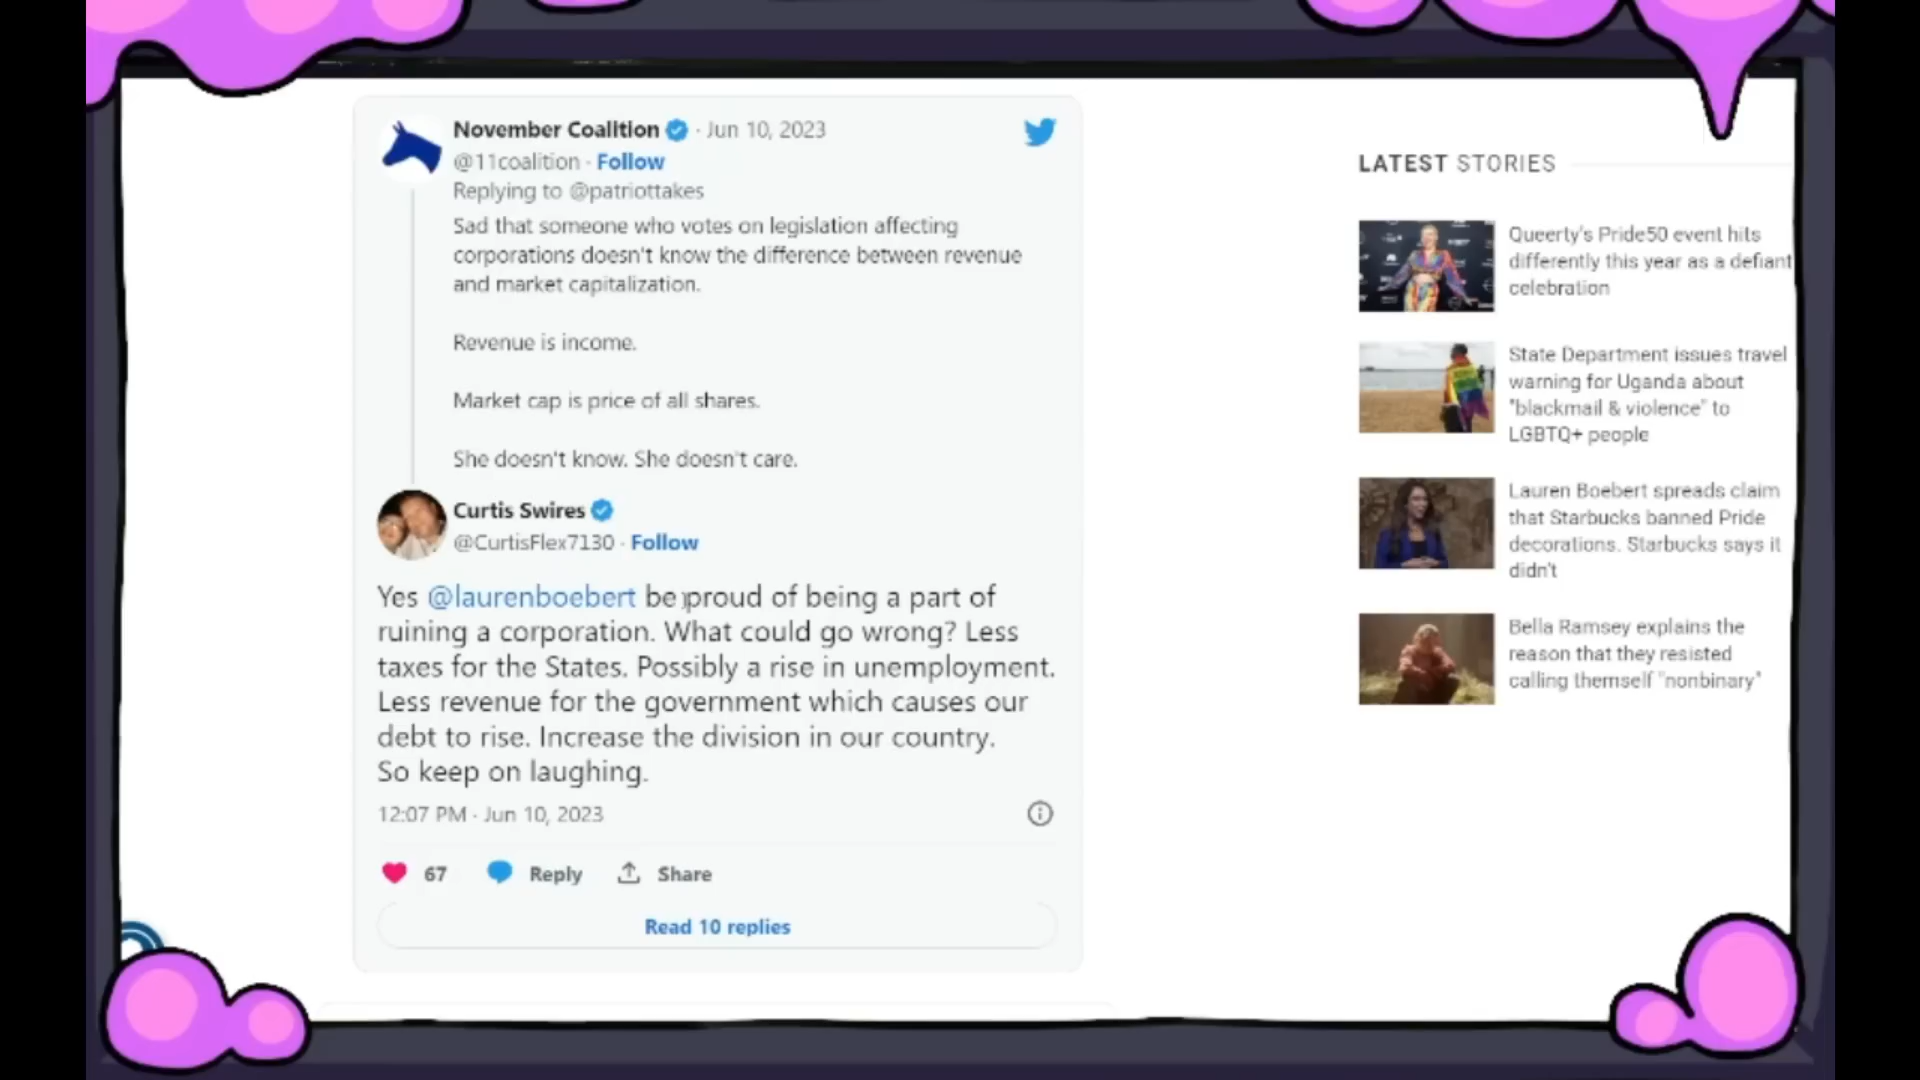 November Coalition · Jun 10, 2023
@11coalition · Follow
Replying to @patriottakes
Sad that someone who votes on legislation affecting
corporations doesn't know the difference between revenue
and market capitalization.
Revenue is income.
Market cap is price of all shares.
She doesn't know. She doesn't care.
Curtis Swires
@CurtisFlex7130 · Follow
Yes @laurenboebert be proud of being a part of
ruining a corporation. What could go wrong? Less
taxes for the States. Possibly a rise in unemployment.
Less revenue for the government which causes our
debt to rise. Increase the division in our country.
So keep on laughing.
12:07 PM · Jun 10, 2023
67 Reply Share
Read 10 replies
LATEST STORIES
Queerty's Pride50 event hits
differently this year as a defiant
celebration
State Department issues travel
warning for Uganda about
"blackmail & violence" to
LGBTQ+ people
Lauren Boebert spreads claim
that Starbucks banned Pride
decorations. Starbucks says it
didn't
Bella Ramsey explains the
reason that they resisted
calling themself "nonbinary"